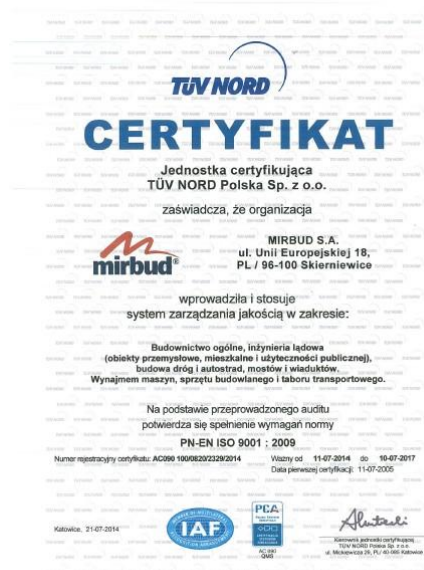 TÜV NORD
CERTYFIKAT
Jednostka certyfikująca
TÜV NORD Polska Sp. z o.o.
zaświadcza, że organizacja
mirbud®
MIRBUD S.A.
ul. Unii Europejskiej 18,
PL / 96-100 Skierniewice
wprowadziła i stosuje
system zarządzania jakością w zakresie:
Budownictwo ogólne, inżynieria lądowa
(obiekty przemysłowe, mieszkalne i użyteczności publicznej),
budowa dróg i autostrad, mostów i wiaduktów.
Wynajmem maszyn, sprzętu budowlanego i taboru transportowego.
Na podstawie przeprowadzonego auditu
potwierdza się spełnienie wymagań normy
PN-EN ISO 9001 : 2009
Numer rejestracyjny certyfikatu: AC090 100/0820/2329/2014 Ważny od 11-07-2014 do 10-07-2017
Data pierwszej certyfikacji: 11-07-2005
Katowice, 21-07-2014
IAF
PCA
AC 090
QMS
Kierownik jednostki certyfikującej
TÜV NORD Polska Sp. z o.o.
ul. Mickiewicza 29, PL/ 40-085 Katowice